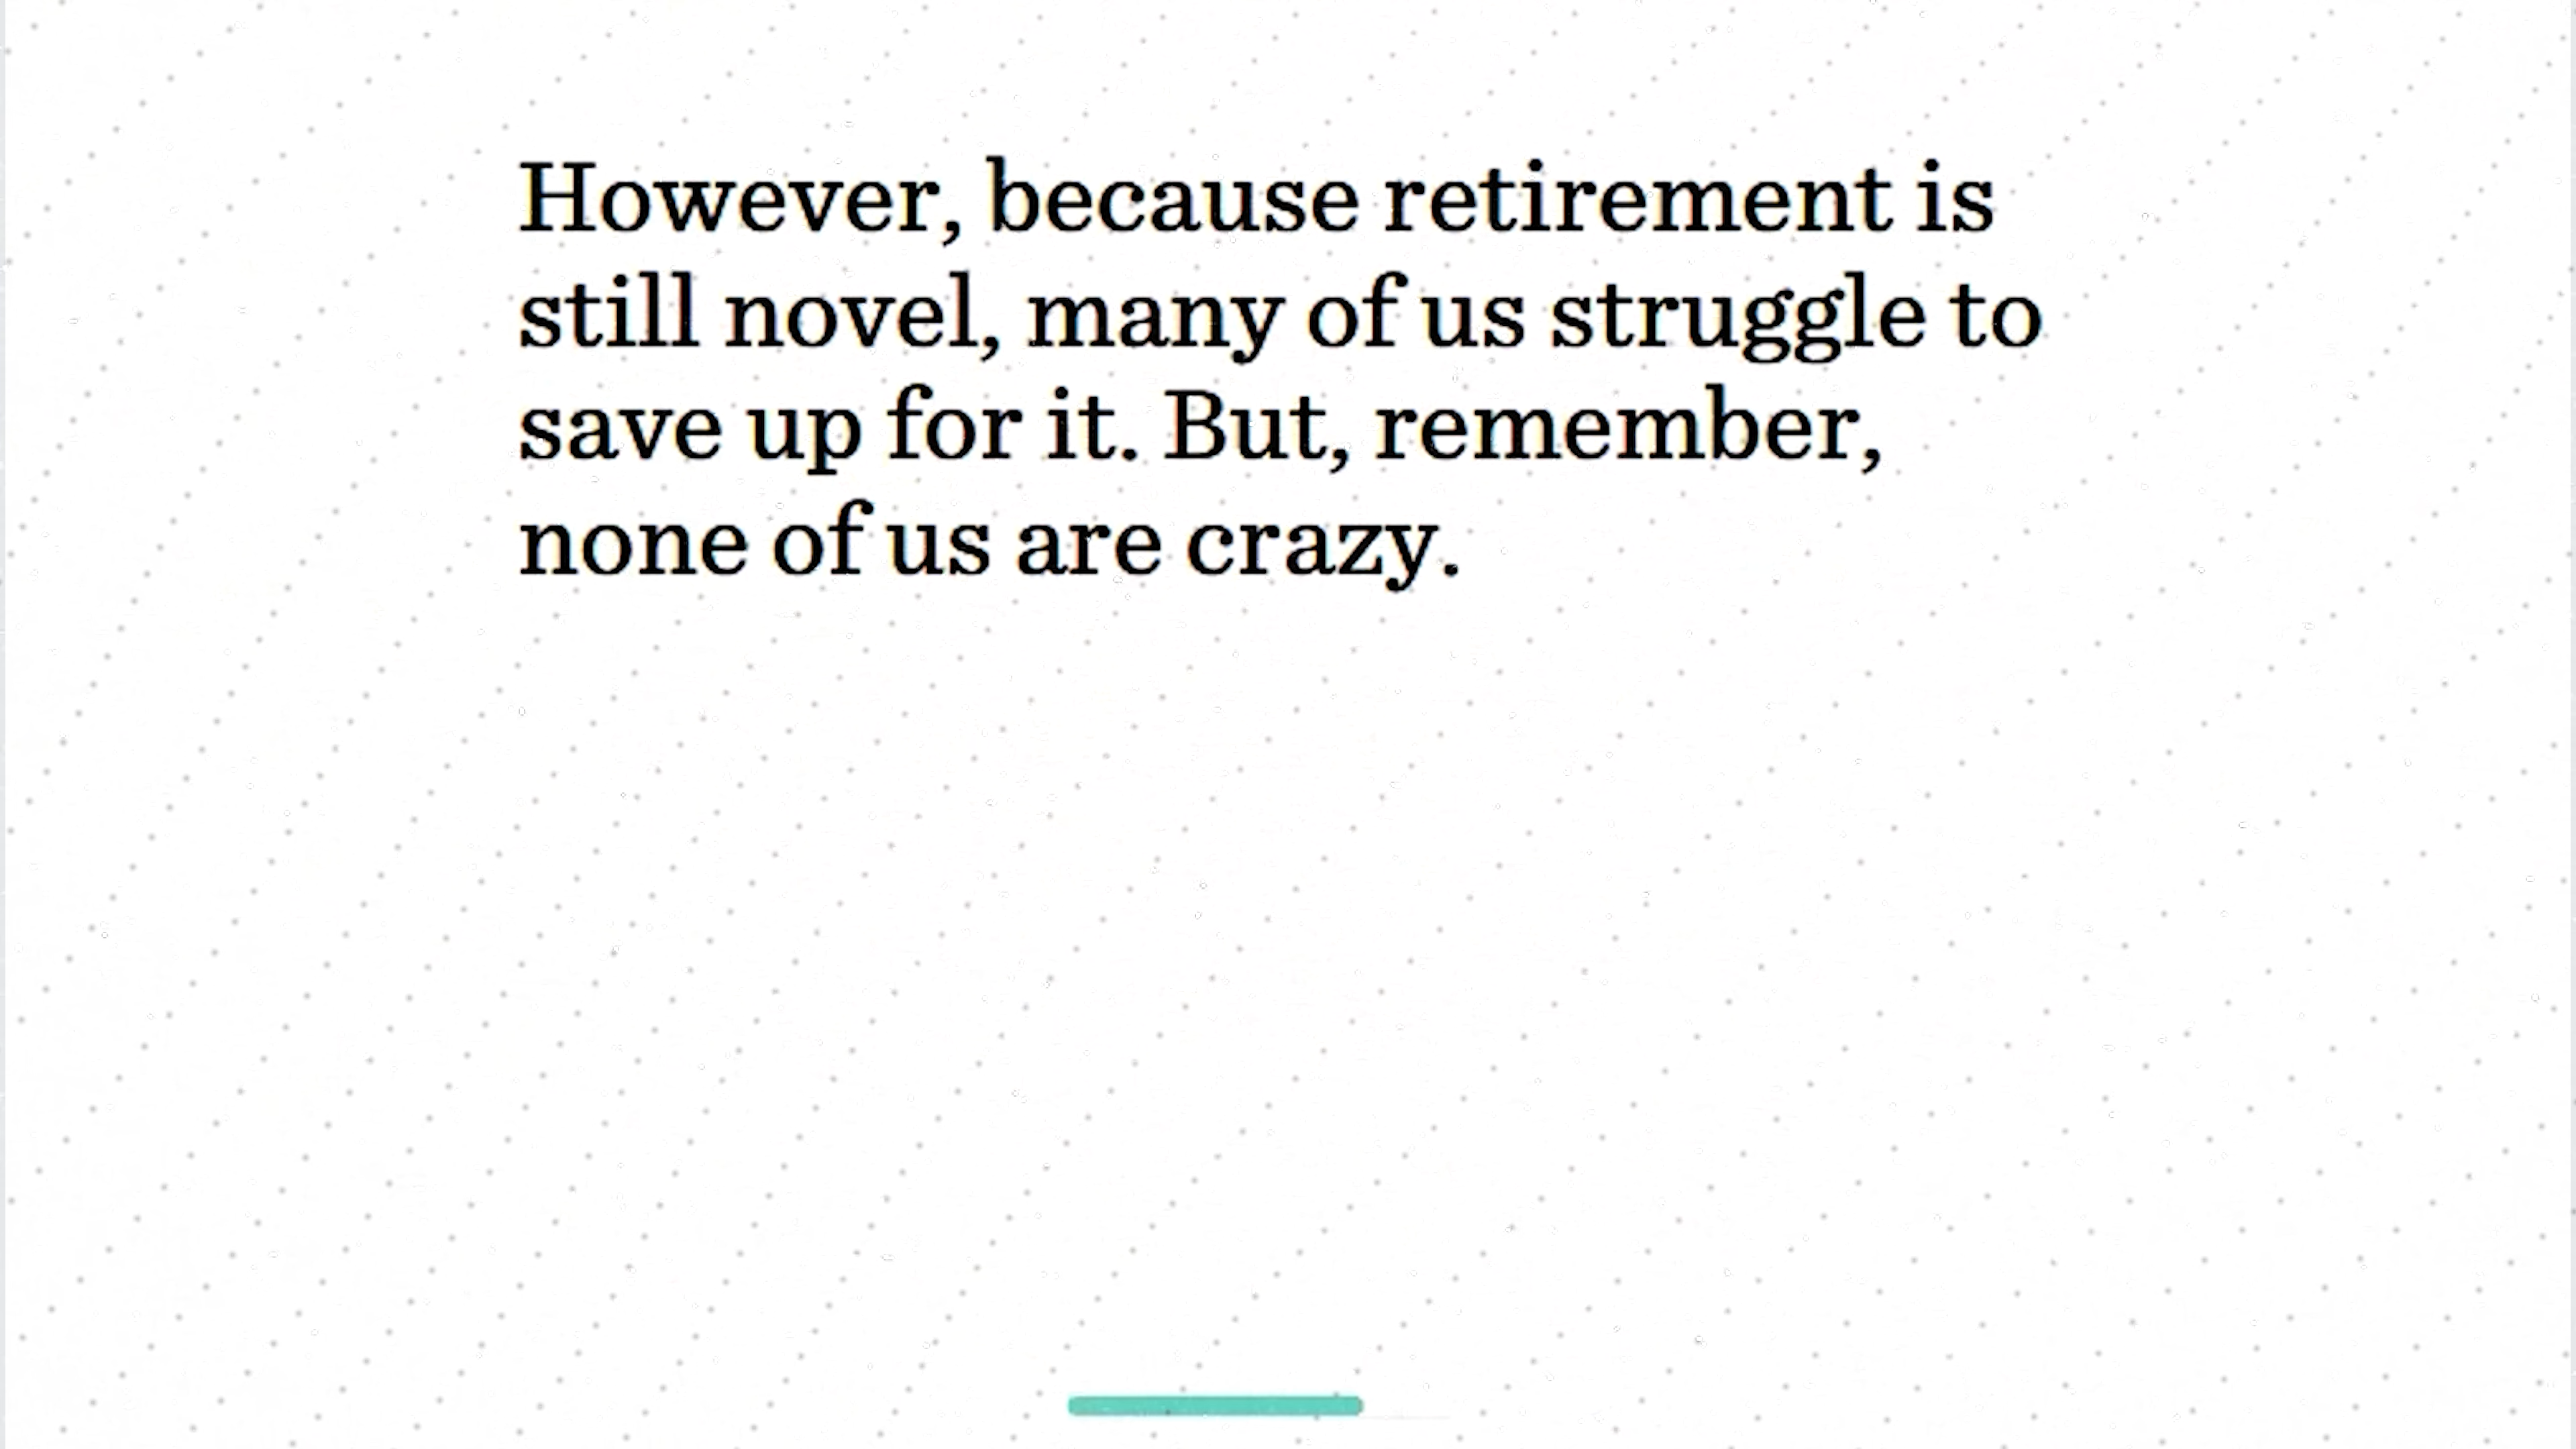 However, because retirement is
still novel, many of us struggle to
save up for it. But, remember,
none of us are crazy.